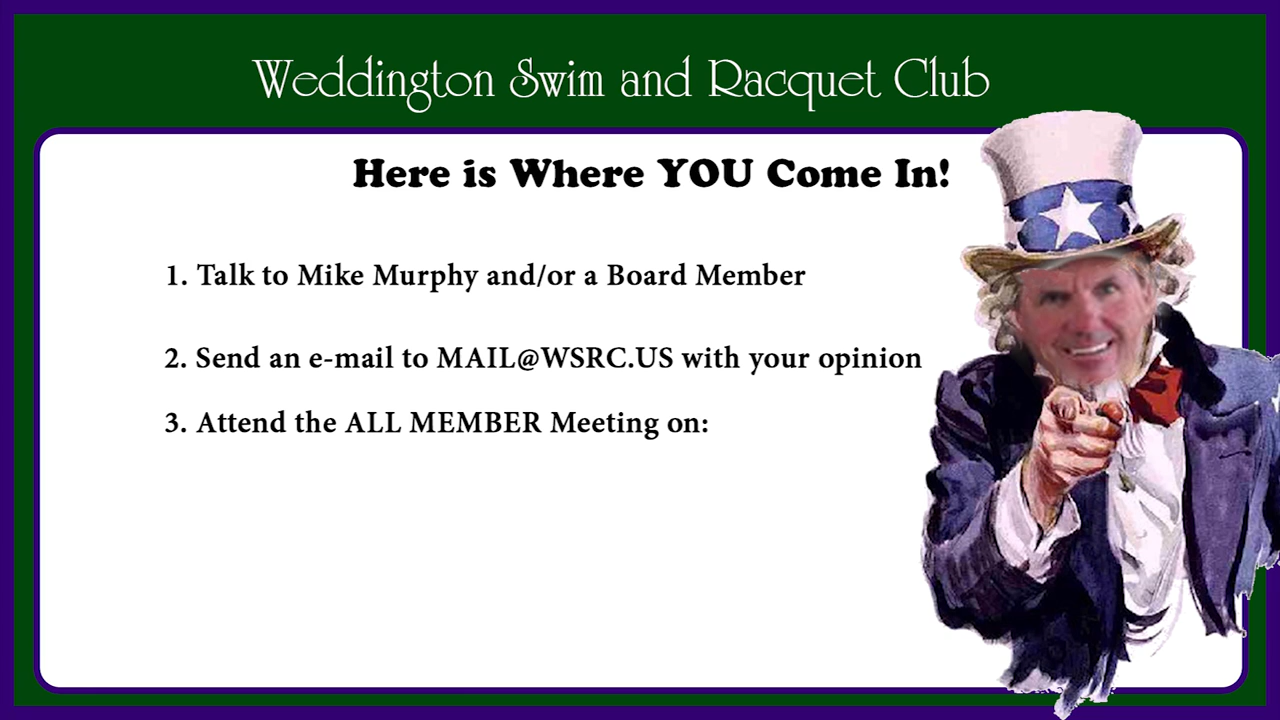 Weddington Swim and Racquet Club
Here is Where YOU Come In!
1. Talk to Mike Murphy and/or a Board Member
2. Send an e-mail to MAIL@WSRC.US with your opinion
3. Attend the ALL MEMBER Meeting on: